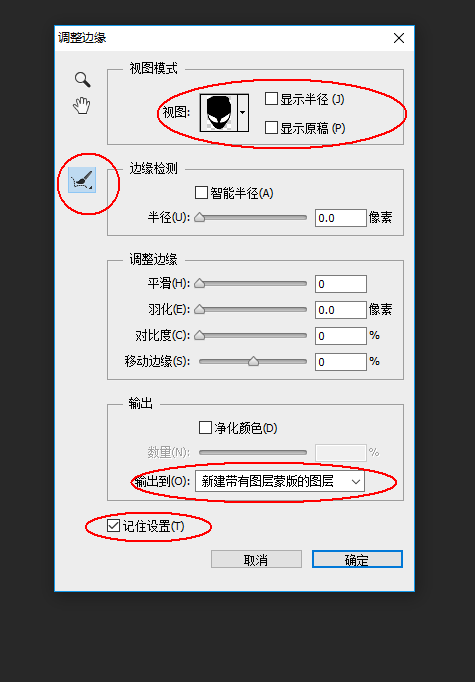 调整边缘
视图模式
视图:
显示半径 (J)
显示原稿 (P)
边缘检测
智能半径(A)
半径(U): 0.0 像素
调整边缘
平滑(H): 0
羽化(E): 0.0 像素
对比度(C): 0 %
移动边缘(S): 0 %
输出
净化颜色(D)
数量(N): %
输出到(O): 新建带有图层蒙版的图层
记住设置(T)
取消 确定